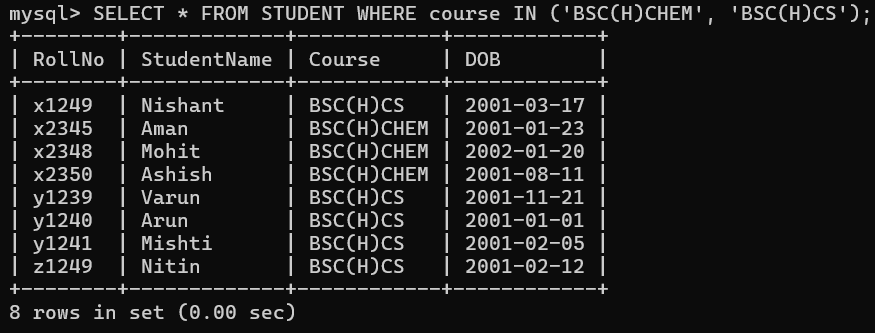 mysql> SELECT * FROM STUDENT WHERE course IN ('BSC(H)CHEM', 'BSC(H)CS');
+--------+-------------+------------+------------+
| RollNo | StudentName | Course     | DOB        |
+--------+-------------+------------+------------+
| x1249  | Nishant     | BSC(H)CS   | 2001-03-17 |
| x2345  | Aman        | BSC(H)CHEM | 2001-01-23 |
| x2348  | Mohit       | BSC(H)CHEM | 2002-01-20 |
| x2350  | Ashish      | BSC(H)CHEM | 2001-08-11 |
| y1239  | Varun       | BSC(H)CS   | 2001-11-21 |
| y1240  | Arun        | BSC(H)CS   | 2001-01-01 |
| y1241  | Mishti      | BSC(H)CS   | 2001-02-05 |
| z1249  | Nitin       | BSC(H)CS   | 2001-02-12 |
+--------+-------------+------------+------------+
8 rows in set (0.00 sec)